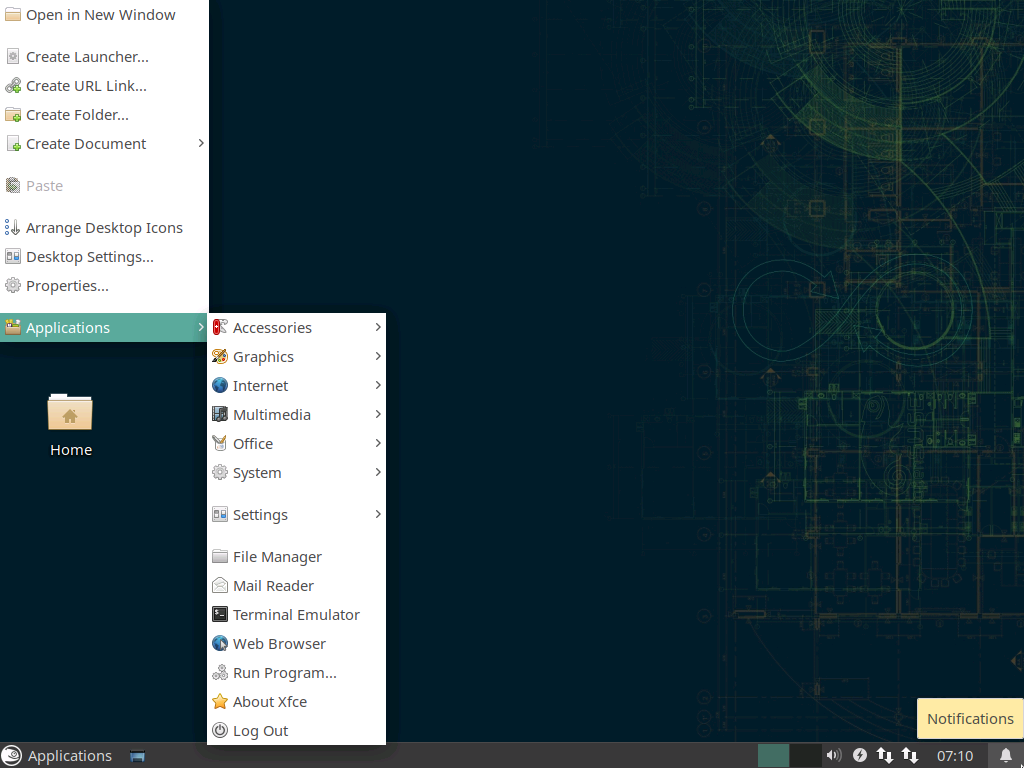 Open in New Window
Create Launcher...
Create URL Link...
Create Folder...
Create Document
Paste
Arrange Desktop Icons
Desktop Settings...
Properties...
Applications
Accessories
Graphics
Internet
Multimedia
Office
System
Settings
File Manager
Mail Reader
Terminal Emulator
Web Browser
Run Program...
About Xfce
Log Out
Home
Notifications
Applications
07:10